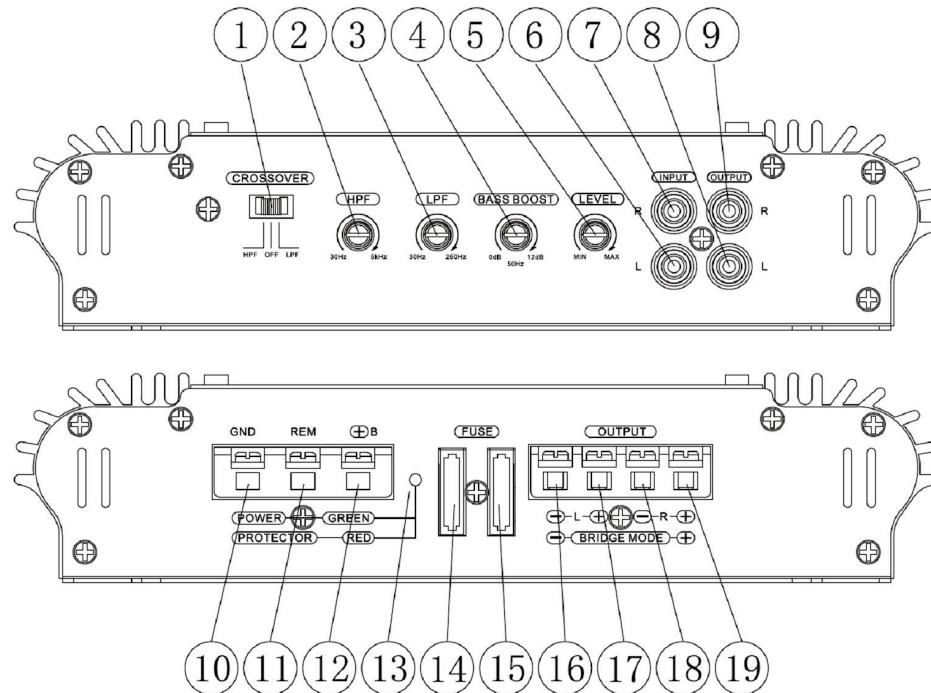 1 2 3 4 5 6 7 8 9
CROSSOVER
HPF OFF LPF
HPF
30Hz 5kHz
LPF
30Hz 250Hz
BASS BOOST
0dB 12dB
50Hz
LEVEL
MIN MAX
INPUT OUTPUT
R R
L L
GND REM ⊕B
FUSE
OUTPUT
POWER GREEN
PROTECTOR RED
⊖ L ⊕ ⊖ R ⊕
⊖ BRIDGE MODE ⊕
10 11 12 13 14 15 16 17 18 19